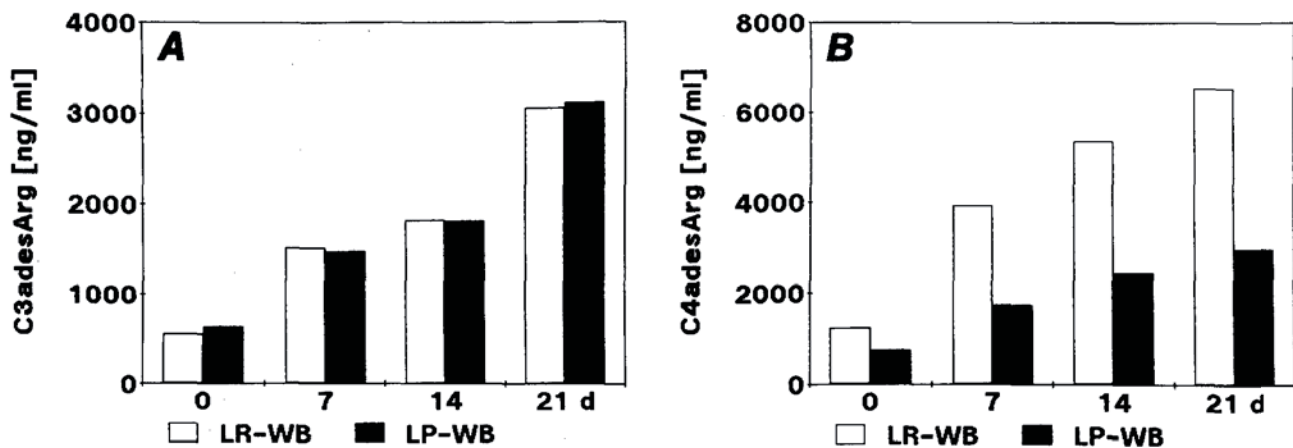 A
C3adesArg [ng/ml]
4000
3000
2000
1000
0
0 7 14 21 d
LR-WB LP-WB
B
C4adesArg [ng/ml]
8000
6000
4000
2000
0
0 7 14 21 d
LR-WB LP-WB